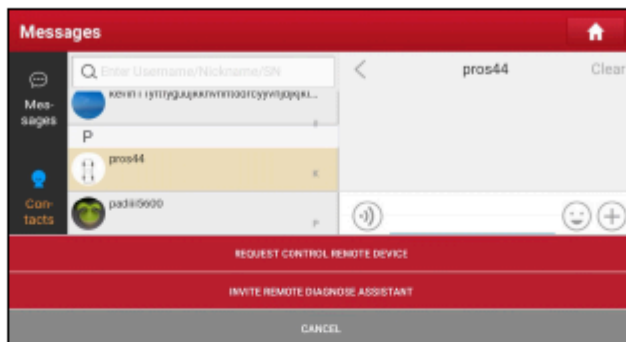 Messages
Enter Username/Nickname/SN
pros44
Clear
Mes-
sages
P
pros44
K
Con-
tacts
padiii5600
P
REQUEST CONTROL REMOTE DEVICE
INVITE REMOTE DIAGNOSE ASSISTANT
CANCEL